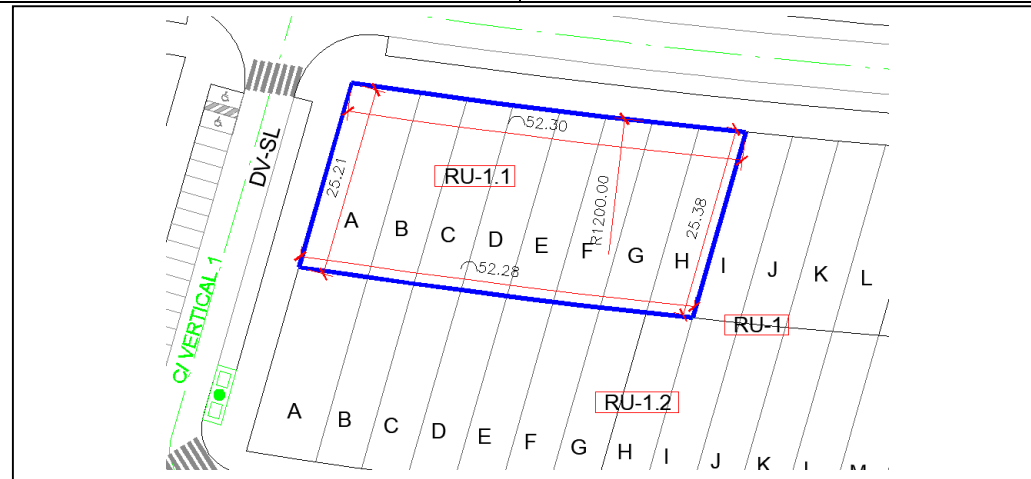 52.30
DV-SL
25.21
RU-1.1
R1200.00
25.38
A B C D E F G H I J K L
52.28
C/ VERTICAL 1
RU-1
RU-1.2
A B C D E F G H I J K L M